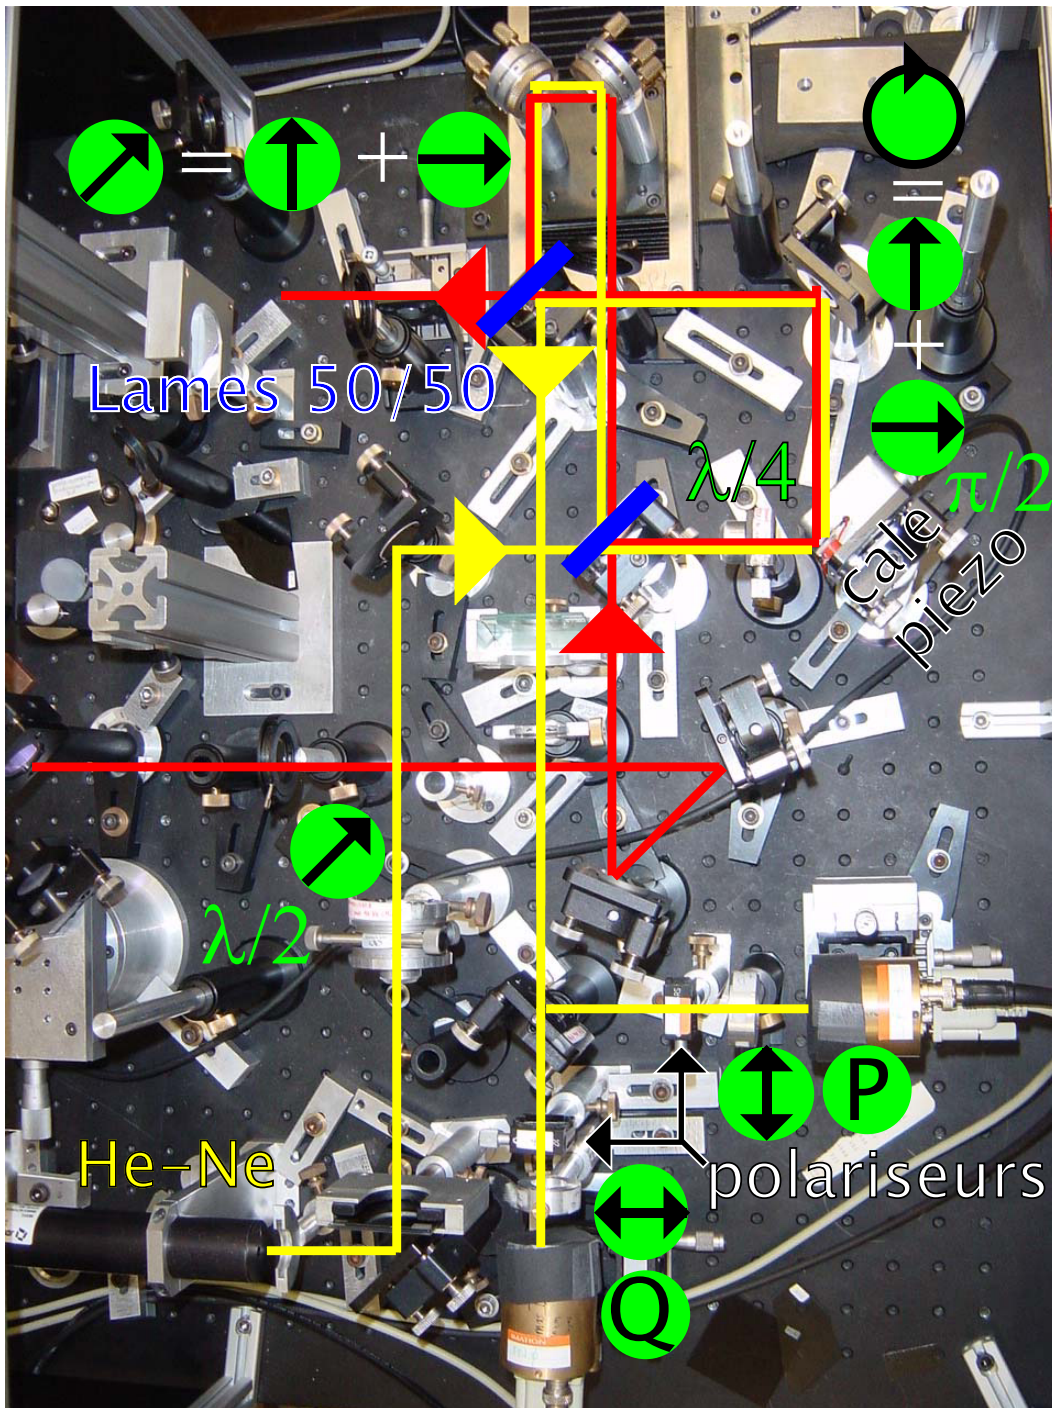 = +
=
+
Lames 50/50
λ/4
π/2
cale
piezo
λ/2
P
He-Ne
polariseurs
Q